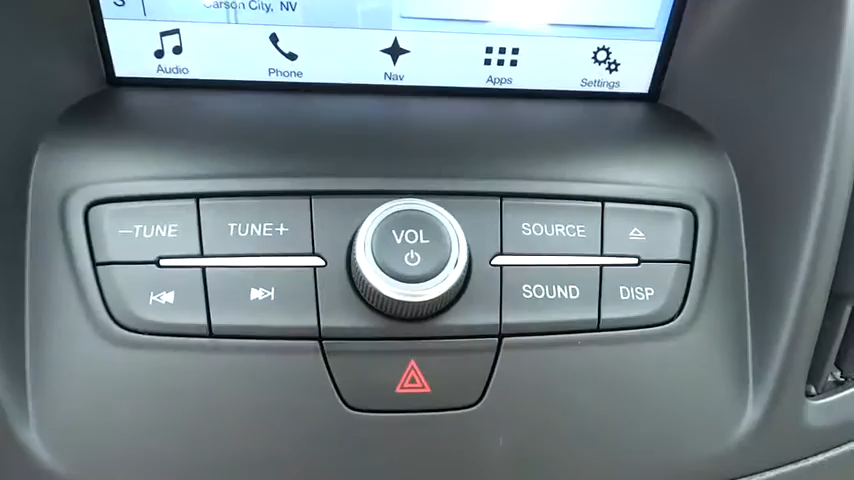 Carson City, NV
Audio
Phone
Nav
Apps
Settings
−TUNE
TUNE+
VOL
SOURCE
SOUND
DISP